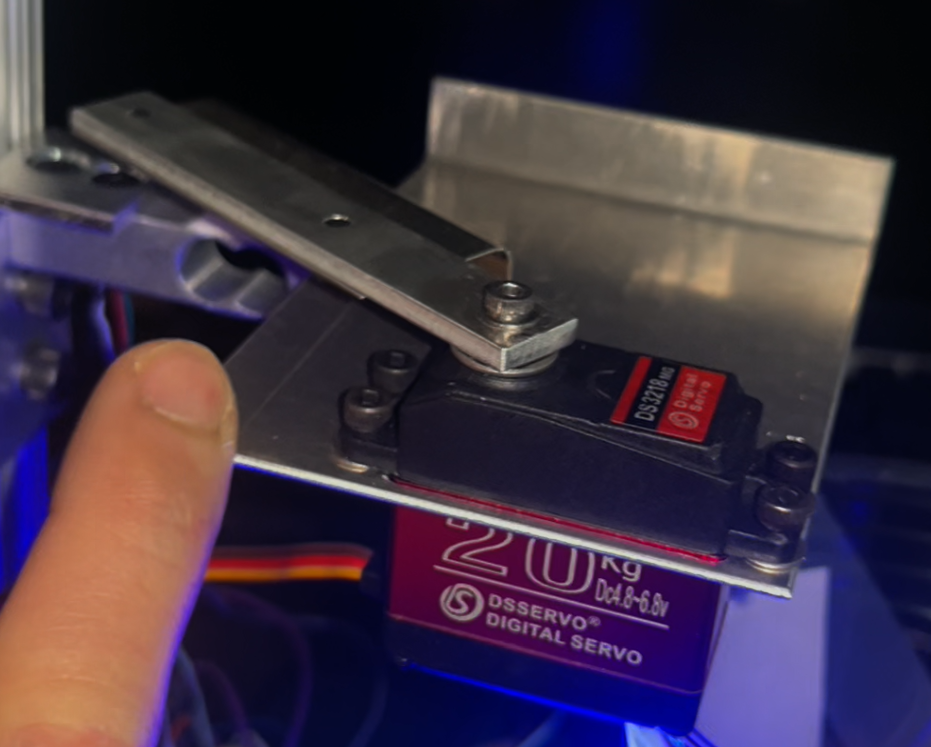 DS3218MG
Digital
Servo
20Kg
Dc4.8~6.8v
DSSERVO®
DIGITAL SERVO